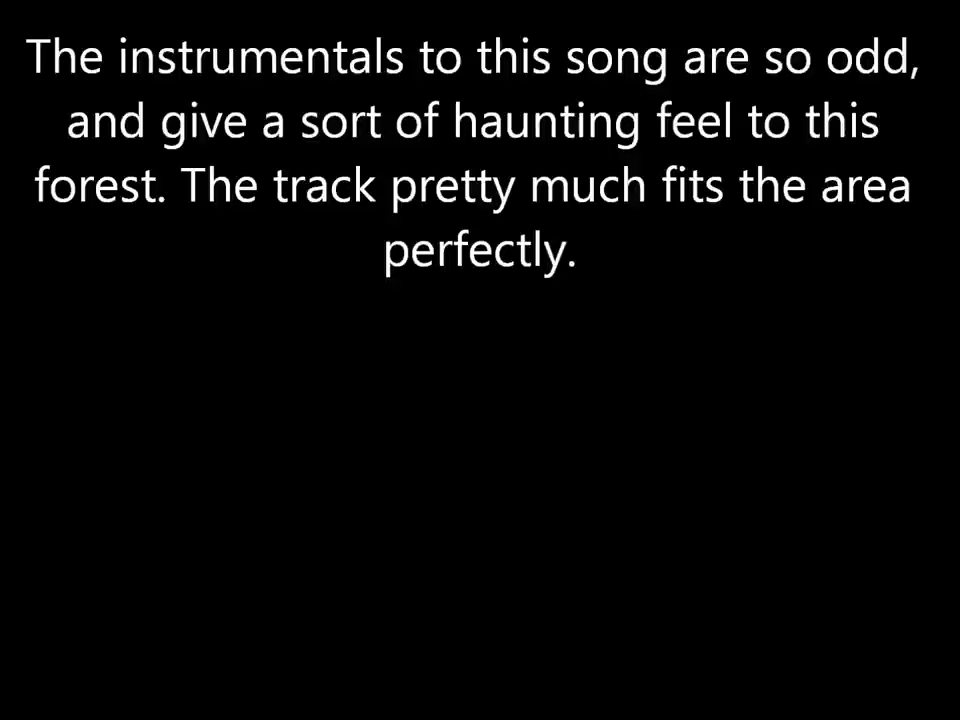 The instrumentals to this song are so odd,
and give a sort of haunting feel to this
forest. The track pretty much fits the area
perfectly.